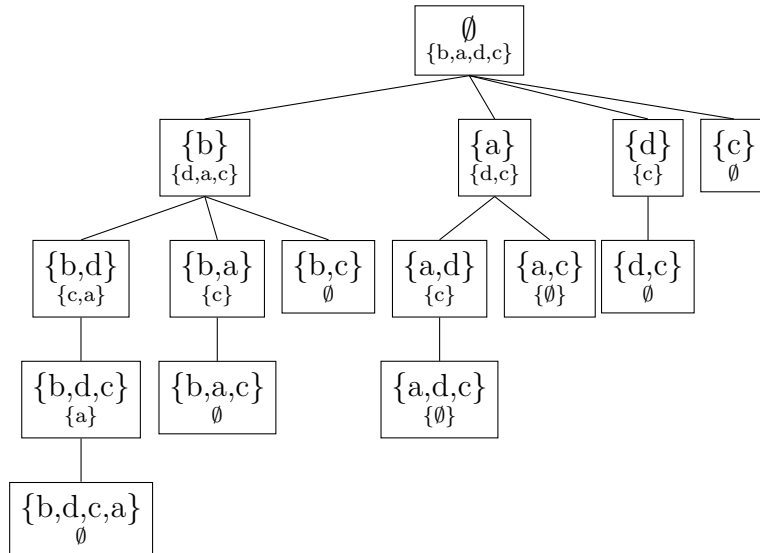 ∅
{b,a,d,c}
{b}
{d,a,c}
{a}
{d,c}
{d}
{c}
{c}
∅
{b,d}
{c,a}
{b,a}
{c}
{b,c}
∅
{a,d}
{c}
{a,c}
{∅}
{d,c}
∅
{b,d,c}
{a}
{b,a,c}
∅
{a,d,c}
{∅}
{b,d,c,a}
∅